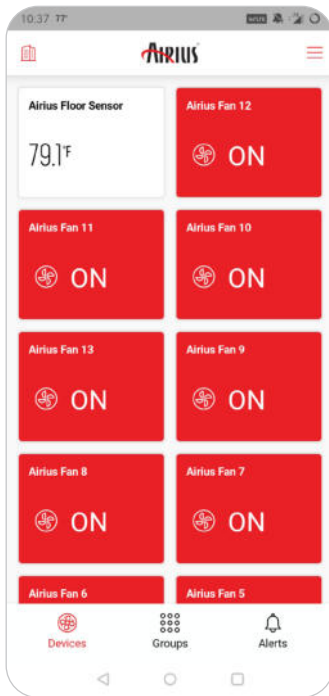 10.37 77°
VoLTE
AIRIUS
Airius Floor Sensor
79.1°F
Airius Fan 12
ON
Airius Fan 11
ON
Airius Fan 10
ON
Airius Fan 13
ON
Airius Fan 9
ON
Airius Fan 8
ON
Airius Fan 7
ON
Airius Fan 6
Airius Fan 5
Devices
Groups
Alerts